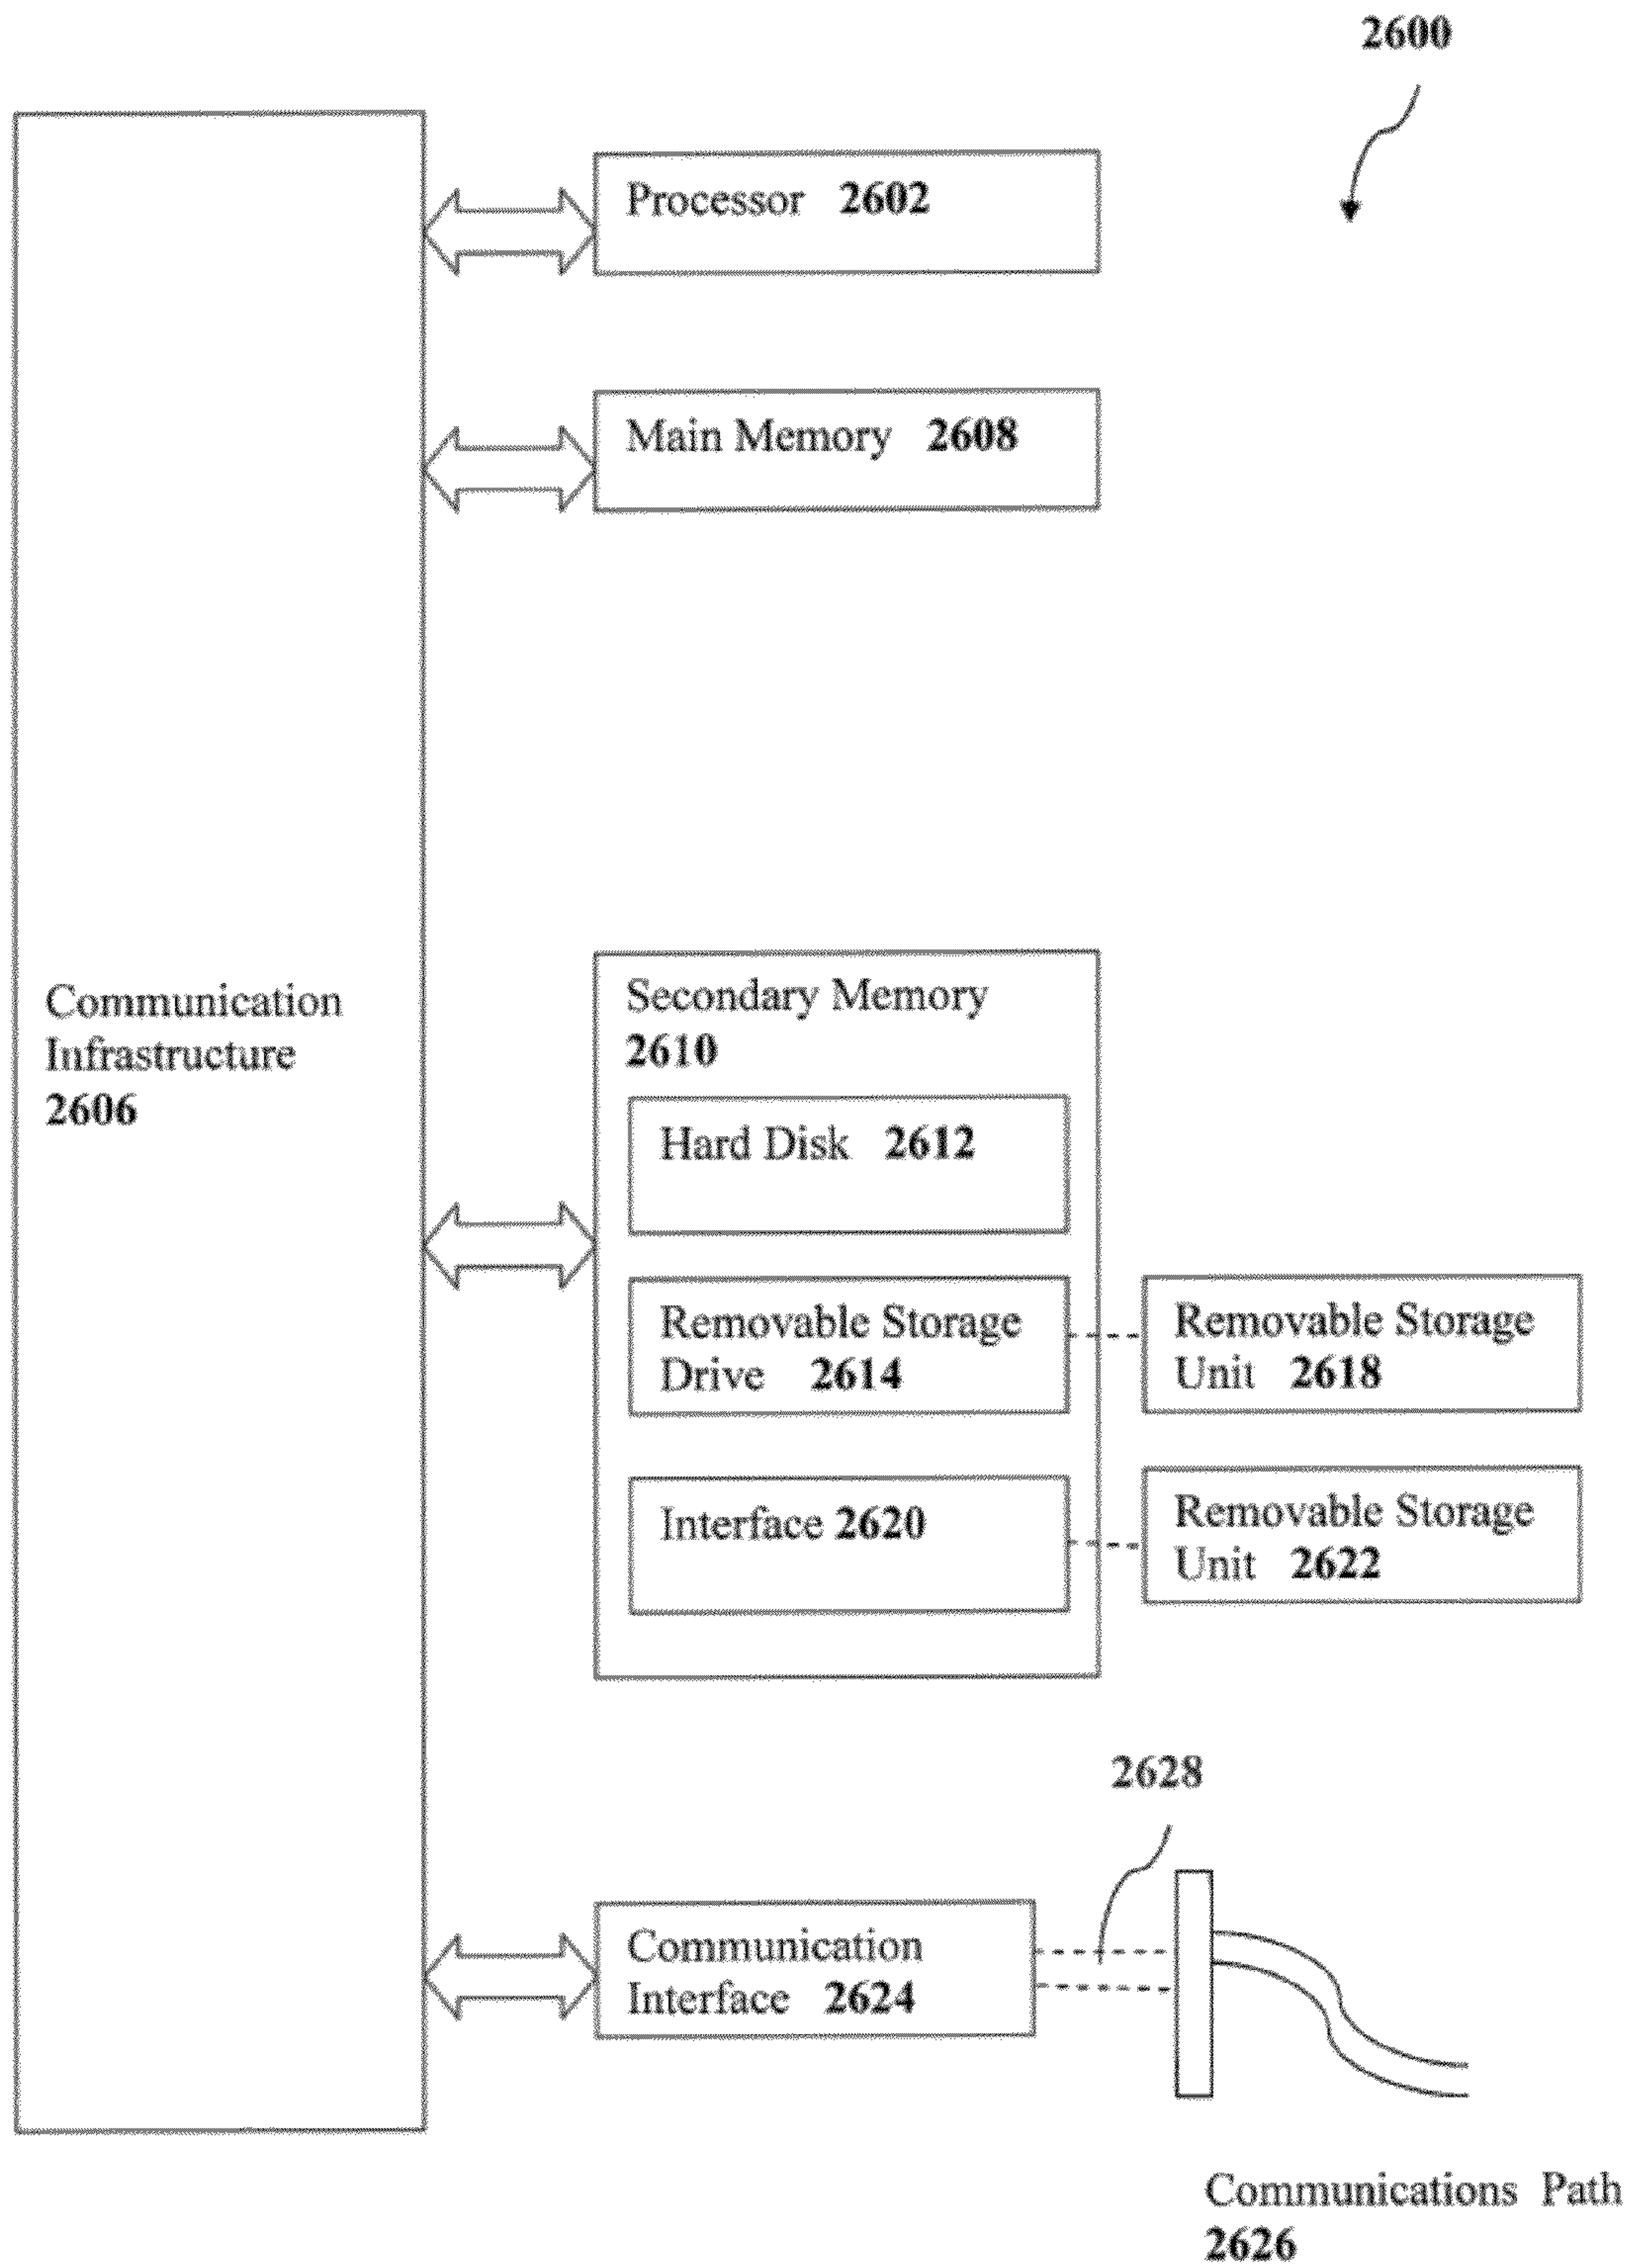 2600
Processor 2602
Main Memory 2608
Communication
Infrastructure
2606
Secondary Memory
2610
Hard Disk 2612
Removable Storage
Drive 2614
Removable Storage
Unit 2618
Interface 2620
Removable Storage
Unit 2622
2628
Communication
Interface 2624
Communications Path
2626